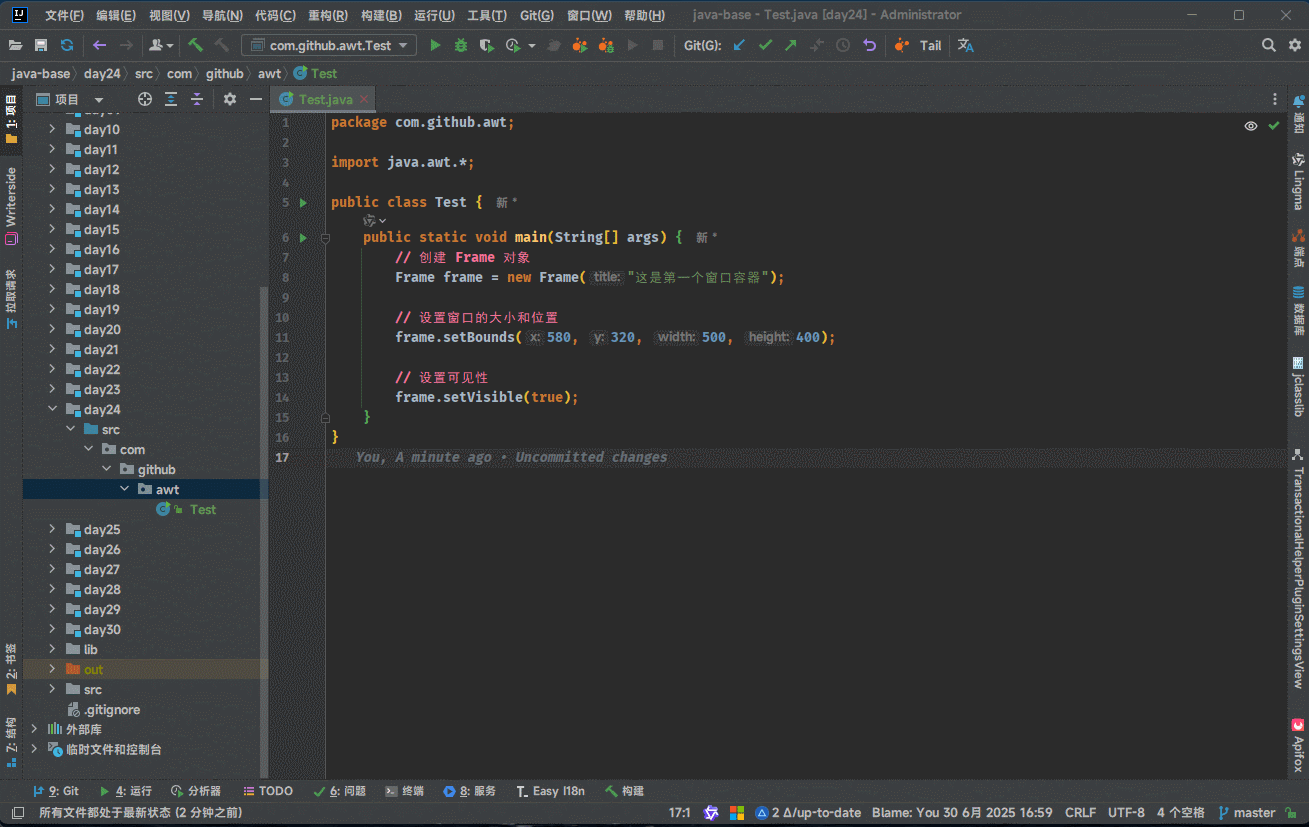 文件(F) 编辑(E) 视图(V) 导航(N) 代码(C) 重构(R) 构建(B) 运行(U) 工具(T) Git(G) 窗口(W) 帮助(H) java-base - Test.java [day24] - Administrator
com.github.awt.Test Git(G): Tail
java-base day24 src com github awt Test
1: 项目
Writerside
拉取请求
2: 书签
7: 结构
项目
day10
day11
day12
day13
day14
day15
day16
day17
day18
day19
day20
day21
day22
day23
day24
src
com
github
awt
Test
day25
day26
day27
day28
day29
day30
lib
out
src
.gitignore
外部库
临时文件和控制台
Test.java
1 package com.github.awt;
2
3 import java.awt.*;
4
5 public class Test { 新 *
6 public static void main(String[] args) { 新 *
7 // 创建 Frame 对象
8 Frame frame = new Frame( title: "这是第一个窗口容器");
9
10 // 设置窗口的大小和位置
11 frame.setBounds( x: 580, y: 320, width: 500, height: 400);
12
13 // 设置可见性
14 frame.setVisible(true);
15 }
16 }
17 You, A minute ago • Uncommitted changes
通知
Lingma
端点
数据库
jclasslib
TransactionalHelperPluginSettingsView
Apifox
9: Git 4: 运行 分析器 TODO 6: 问题 终端 8: 服务 Easy I18n 构建
所有文件都处于最新状态 (2 分钟之前) 17:1 2 Δ/up-to-date Blame: You 30 6月 2025 16:59 CRLF UTF-8 4 个空格 master